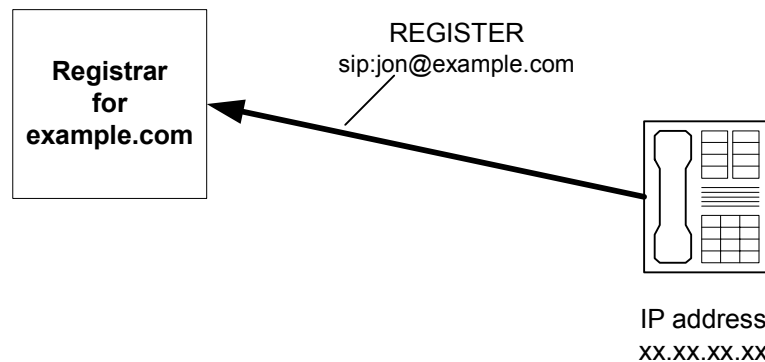 REGISTER
sip:jon@example.com
Registrar
for
example.com
IP address
xx.xx.xx.xx